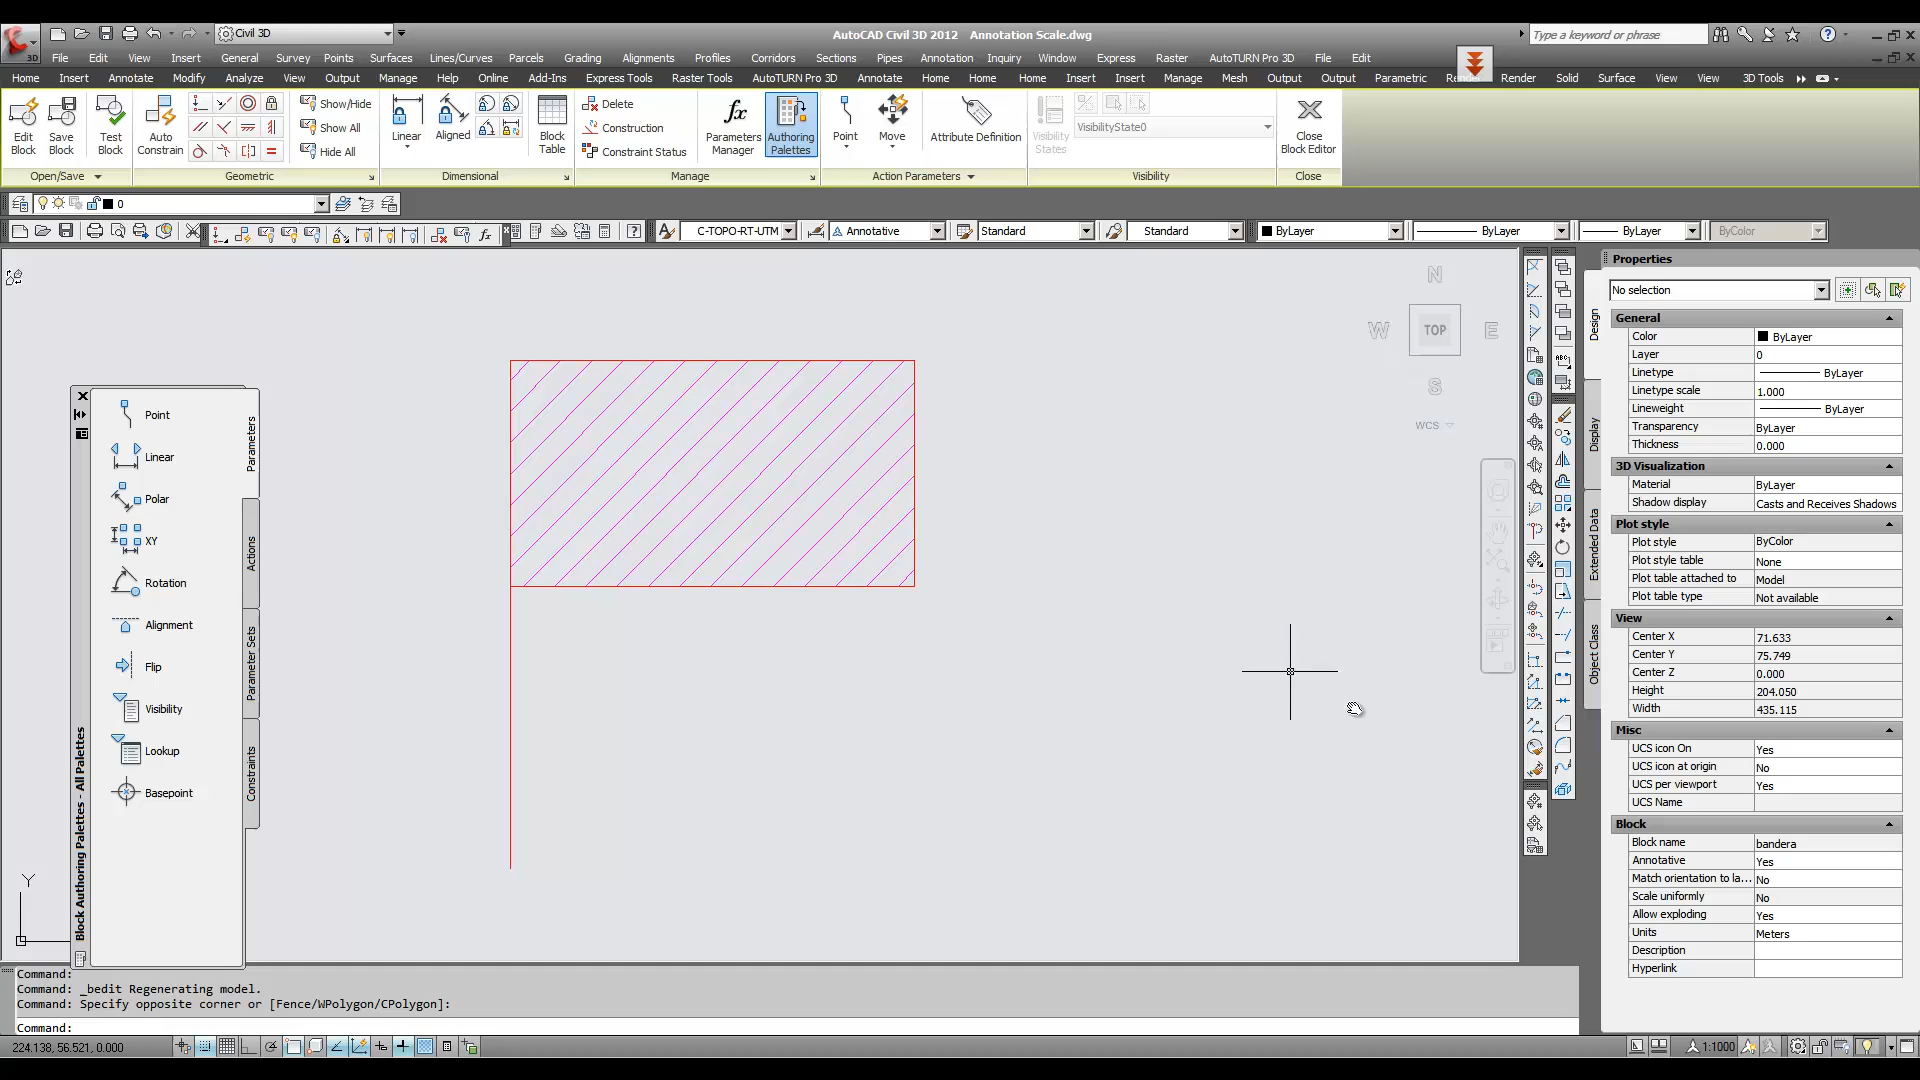 Civil 3D
AutoCAD Civil 3D 2012 Annotation Scale.dwg
Type a keyword or phrase
3D
File Edit View Insert General Survey Points Surfaces Lines/Curves Parcels Grading Alignments Profiles Corridors Sections Pipes Annotation Inquiry Window Express Raster AutoTURN Pro 3D File Edit
Home Insert Annotate Modify Analyze View Output Manage Help Online Add-Ins Express Tools Raster Tools AutoTURN Pro 3D Annotate Home Home Home Insert Insert Manage Mesh Output Output Parametric Render Solid Surface View View 3D Tools
Edit Block
Save Block
Test Block
Auto Constrain
Show/Hide
Show All
Hide All
Linear
Aligned
Block Table
Delete
Construction
Constraint Status
Parameters Manager
Authoring Palettes
Point
Move
Attribute Definition
Visibility States
VisibilityState0
Close Block Editor
Open/Save Geometric Dimensional Manage Action Parameters Visibility Close
0
C-TOPO-RT-UTM Annotative Standard Standard ByLayer ByLayer ByLayer ByColor
N
W TOP E
S
WCS
Point
Linear
Polar
XY
Rotation
Alignment
Flip
Visibility
Lookup
Basepoint
Parameters
Actions
Parameter Sets
Constraints
Block Authoring Palettes - All Palettes
Y
Properties
No selection
Design
Display
Extended Data
Object Class
General
Color ByLayer
Layer 0
Linetype ByLayer
Linetype scale 1.000
Lineweight ByLayer
Transparency ByLayer
Thickness 0.000
3D Visualization
Material ByLayer
Shadow display Casts and Receives Shadows
Plot style
Plot style ByColor
Plot style table None
Plot table attached to Model
Plot table type Not available
View
Center X 71.633
Center Y 75.749
Center Z 0.000
Height 204.050
Width 435.115
Misc
UCS icon On Yes
UCS icon at origin No
UCS per viewport Yes
UCS Name
Block
Block name bandera
Annotative Yes
Match orientation to la... No
Scale uniformly No
Allow exploding Yes
Units Meters
Description
Hyperlink
Command:
Command: _bedit Regenerating model.
Command: Specify opposite corner or [Fence/WPolygon/CPolygon]:
Command:
224.138, 56.521, 0.000
1:1000